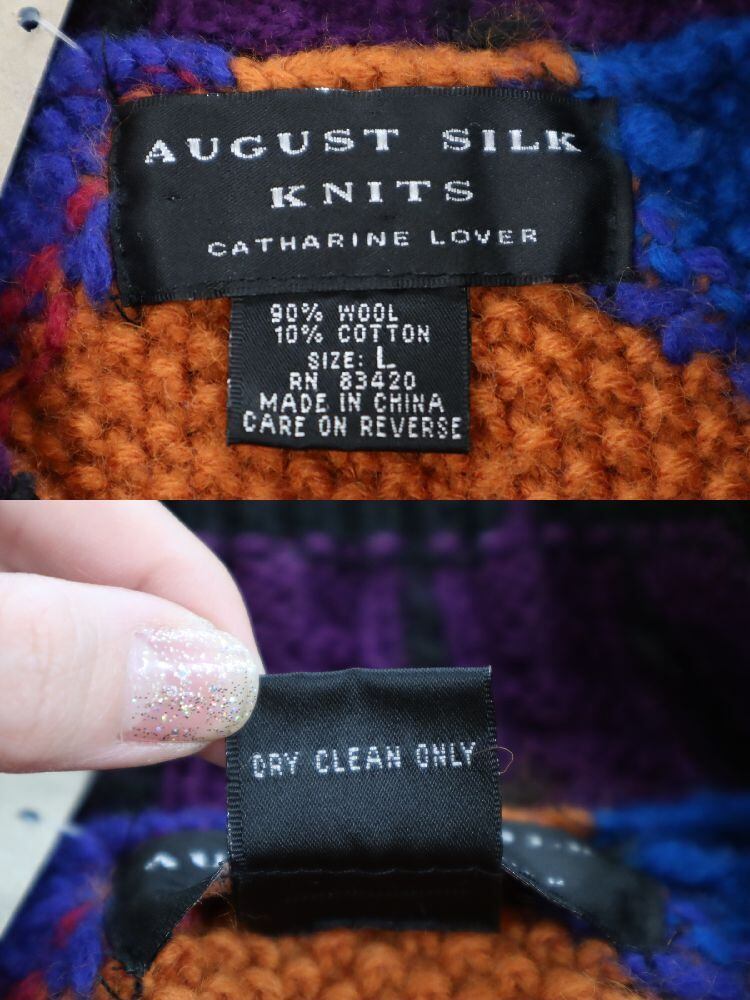 AUGUST SILK
KNITS
CATHARINE LOVER
90% WOOL
10% COTTON
SIZE: L
RN 83420
MADE IN CHINA
CARE ON REVERSE
DRY CLEAN ONLY
AU